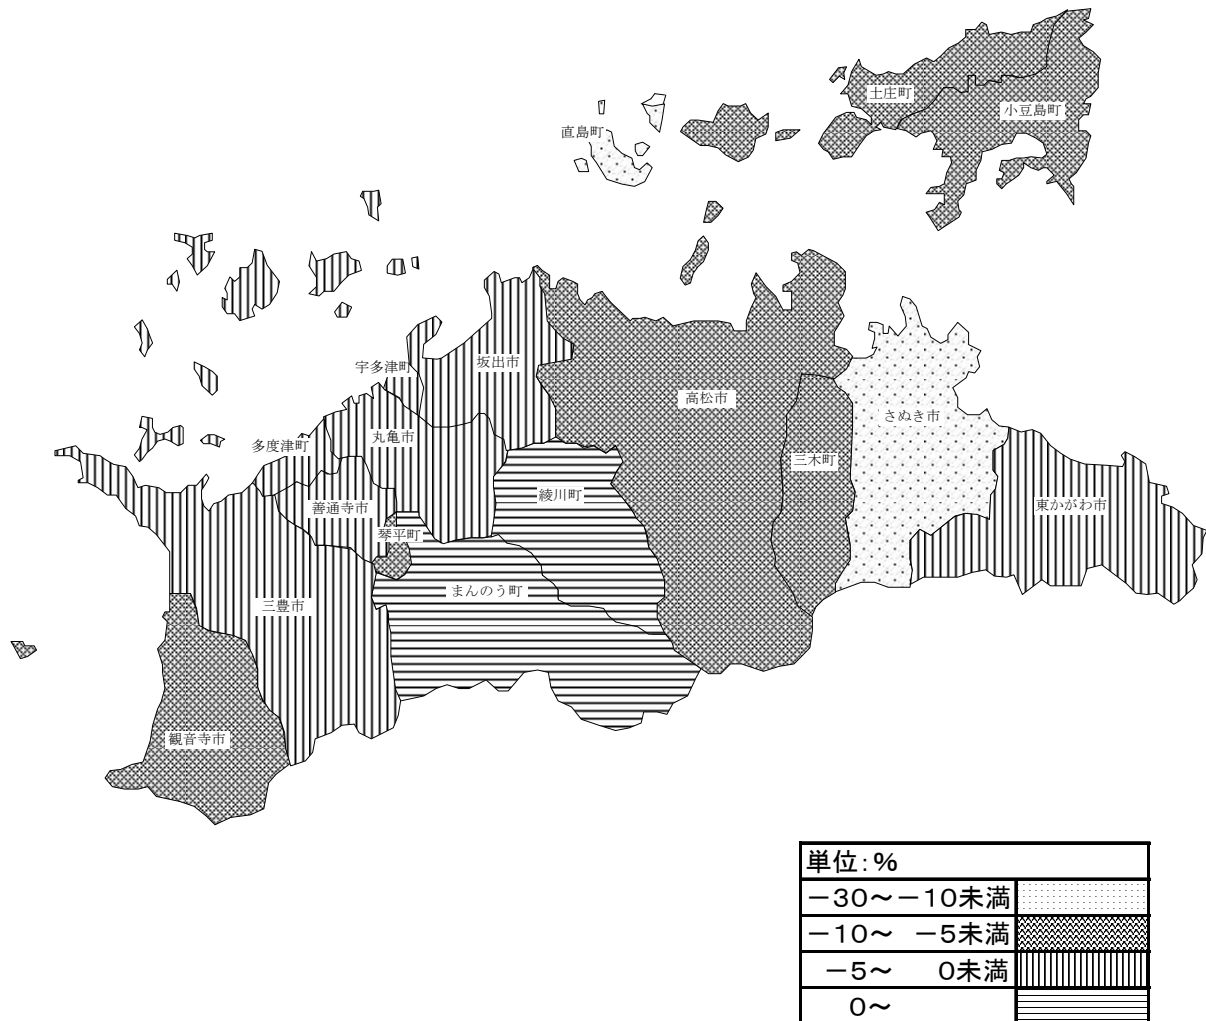 土庄町
小豆島町
直島町
宇多津町
坂出市
高松市
さぬき市
多度津町
丸亀市
三木町
綾川町
善通寺市
東かがわ市
琴平町
まんのう町
三豊市
観音寺市
単位：％
－30～－10未満
－10～ －5未満
－5～ 0未満
0～